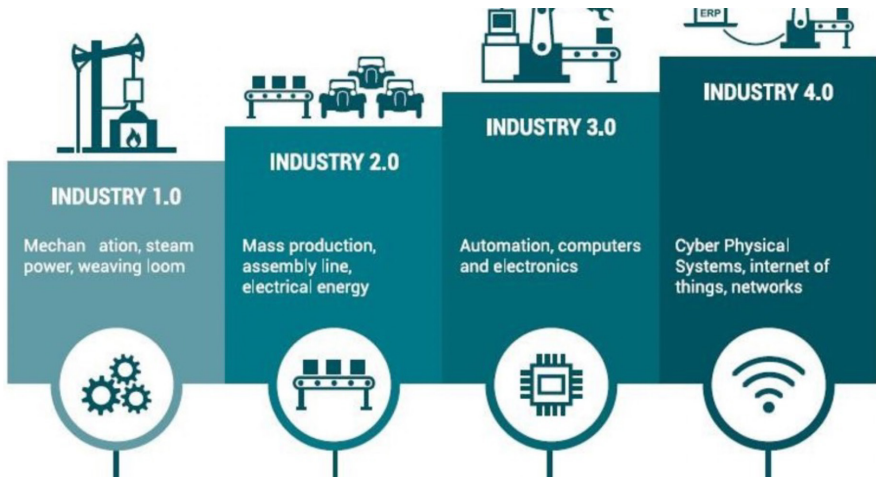 ERP
INDUSTRY 1.0
Mechan ation, steam
power, weaving loom
INDUSTRY 2.0
Mass production,
assembly line,
electrical energy
INDUSTRY 3.0
Automation, computers
and electronics
INDUSTRY 4.0
Cyber Physical
Systems, internet of
things, networks